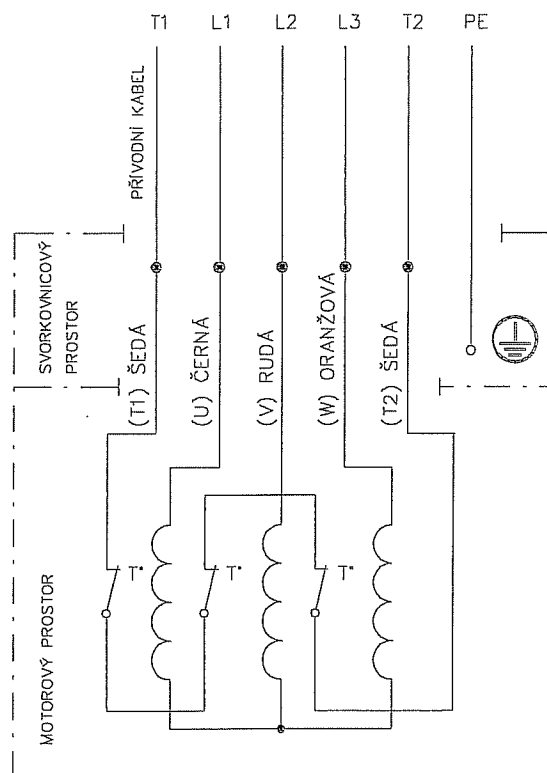 T1 L1 L2 L3 T2 PE
PŘÍVODNÍ KABEL
SVORKOVNICOVÝ
PROSTOR
(T1) ŠEDÁ
(U) ČERNÁ
(V) RUDÁ
(W) ORANŽOVÁ
(T2) ŠEDÁ
T* T* T*
MOTOROVÝ PROSTOR